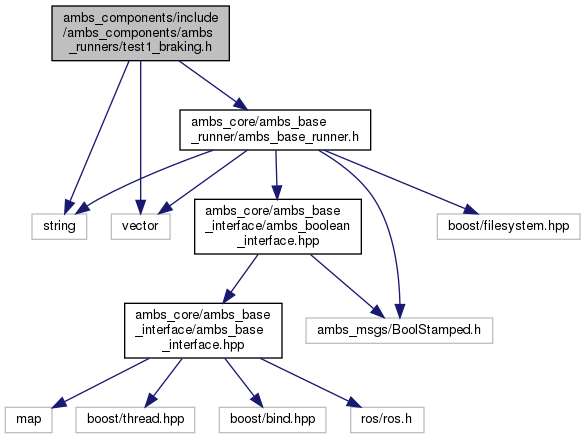 ambs_components/include
/ambs_components/ambs
_runners/test1_braking.h
ambs_core/ambs_base
_runner/ambs_base_runner.h
string
vector
ambs_core/ambs_base
_interface/ambs_boolean
_interface.hpp
boost/filesystem.hpp
ambs_core/ambs_base
_interface/ambs_base
_interface.hpp
ambs_msgs/BoolStamped.h
map
boost/thread.hpp
boost/bind.hpp
ros/ros.h